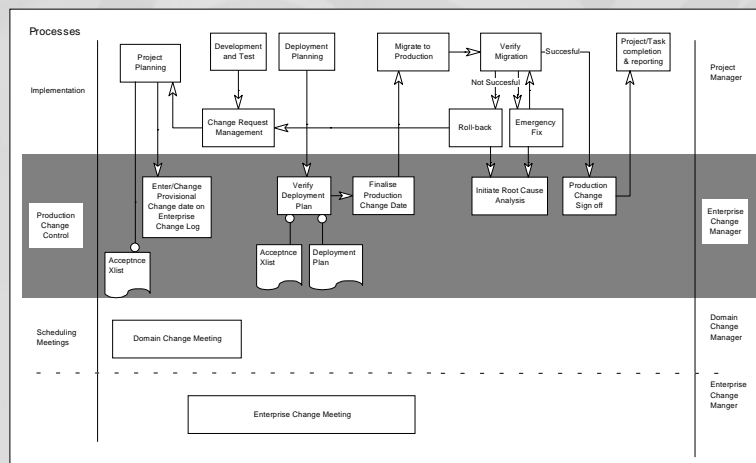 Processes
Implementation
Project
Planning
Development
and Test
Deployment
Planning
Migrate to
Production
Verify
Migration
Succesful
Not Succesful
Project/Task
completion
& reporting
Project
Manager
Change Request
Management
Roll-back
Emergency
Fix
Production
Change
Control
Enter/Change
Provisional
Change date on
Enterprise
Change Log
Verify
Deployment
Plan
Finalise
Production
Change Date
Initiate Root Cause
Analysis
Production
Change
Sign off
Enterprise
Change
Manager
Acceptnce
Xlist
Acceptnce
Xlist
Deployment
Plan
Scheduling
Meetings
Domain Change Meeting
Domain
Change
Manager
Enterprise Change Meeting
Enterprise
Change
Manger